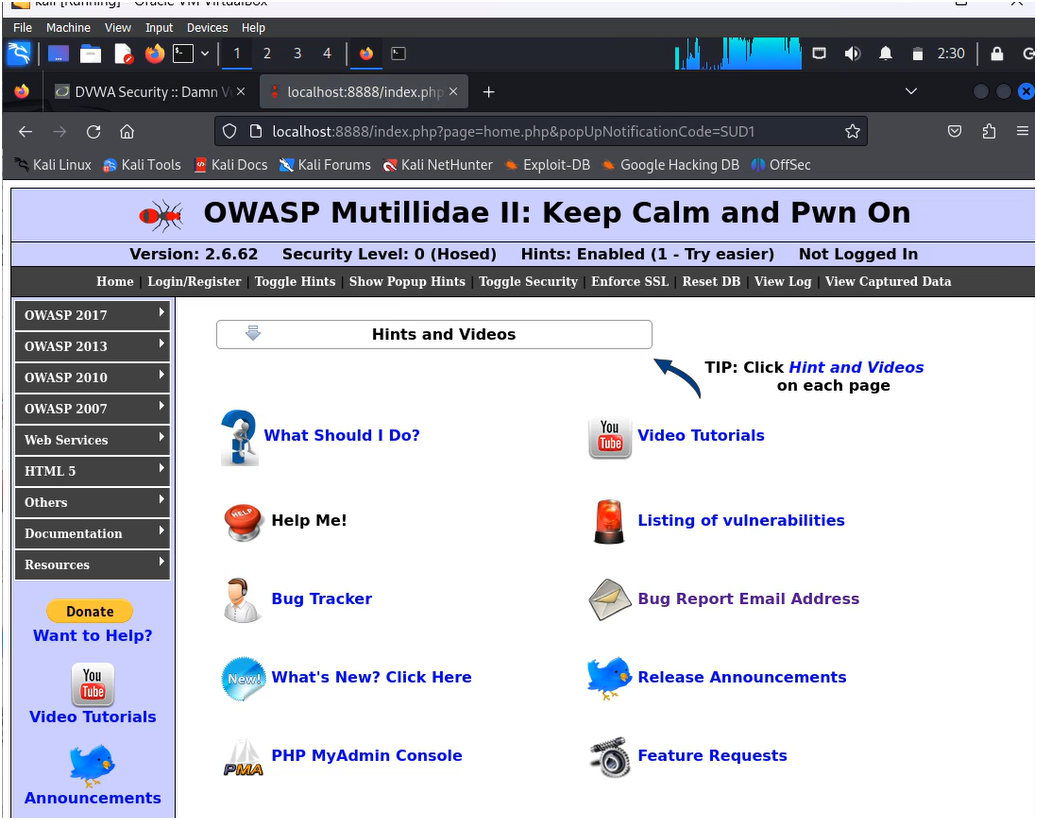 kali [Running] - Oracle VM VirtualBox
File Machine View Input Devices Help
1 2 3 4 2:30
DVWA Security :: Damn V
localhost:8888/index.php
localhost:8888/index.php?page=home.php&popUpNotificationCode=SUD1
Kali Linux Kali Tools Kali Docs Kali Forums Kali NetHunter Exploit-DB Google Hacking DB OffSec
OWASP Mutillidae II: Keep Calm and Pwn On
Version: 2.6.62 Security Level: 0 (Hosed) Hints: Enabled (1 - Try easier) Not Logged In
Home | Login/Register | Toggle Hints | Show Popup Hints | Toggle Security | Enforce SSL | Reset DB | View Log | View Captured Data
OWASP 2017
OWASP 2013
OWASP 2010
OWASP 2007
Web Services
HTML 5
Others
Documentation
Resources
Donate
Want to Help?
You Tube
Video Tutorials
Announcements
Hints and Videos
TIP: Click Hint and Videos
on each page
What Should I Do?
You Tube
Video Tutorials
HELP
Help Me!
Listing of vulnerabilities
Bug Tracker
Bug Report Email Address
New!
What's New? Click Here
Release Announcements
PMA
PHP MyAdmin Console
Feature Requests